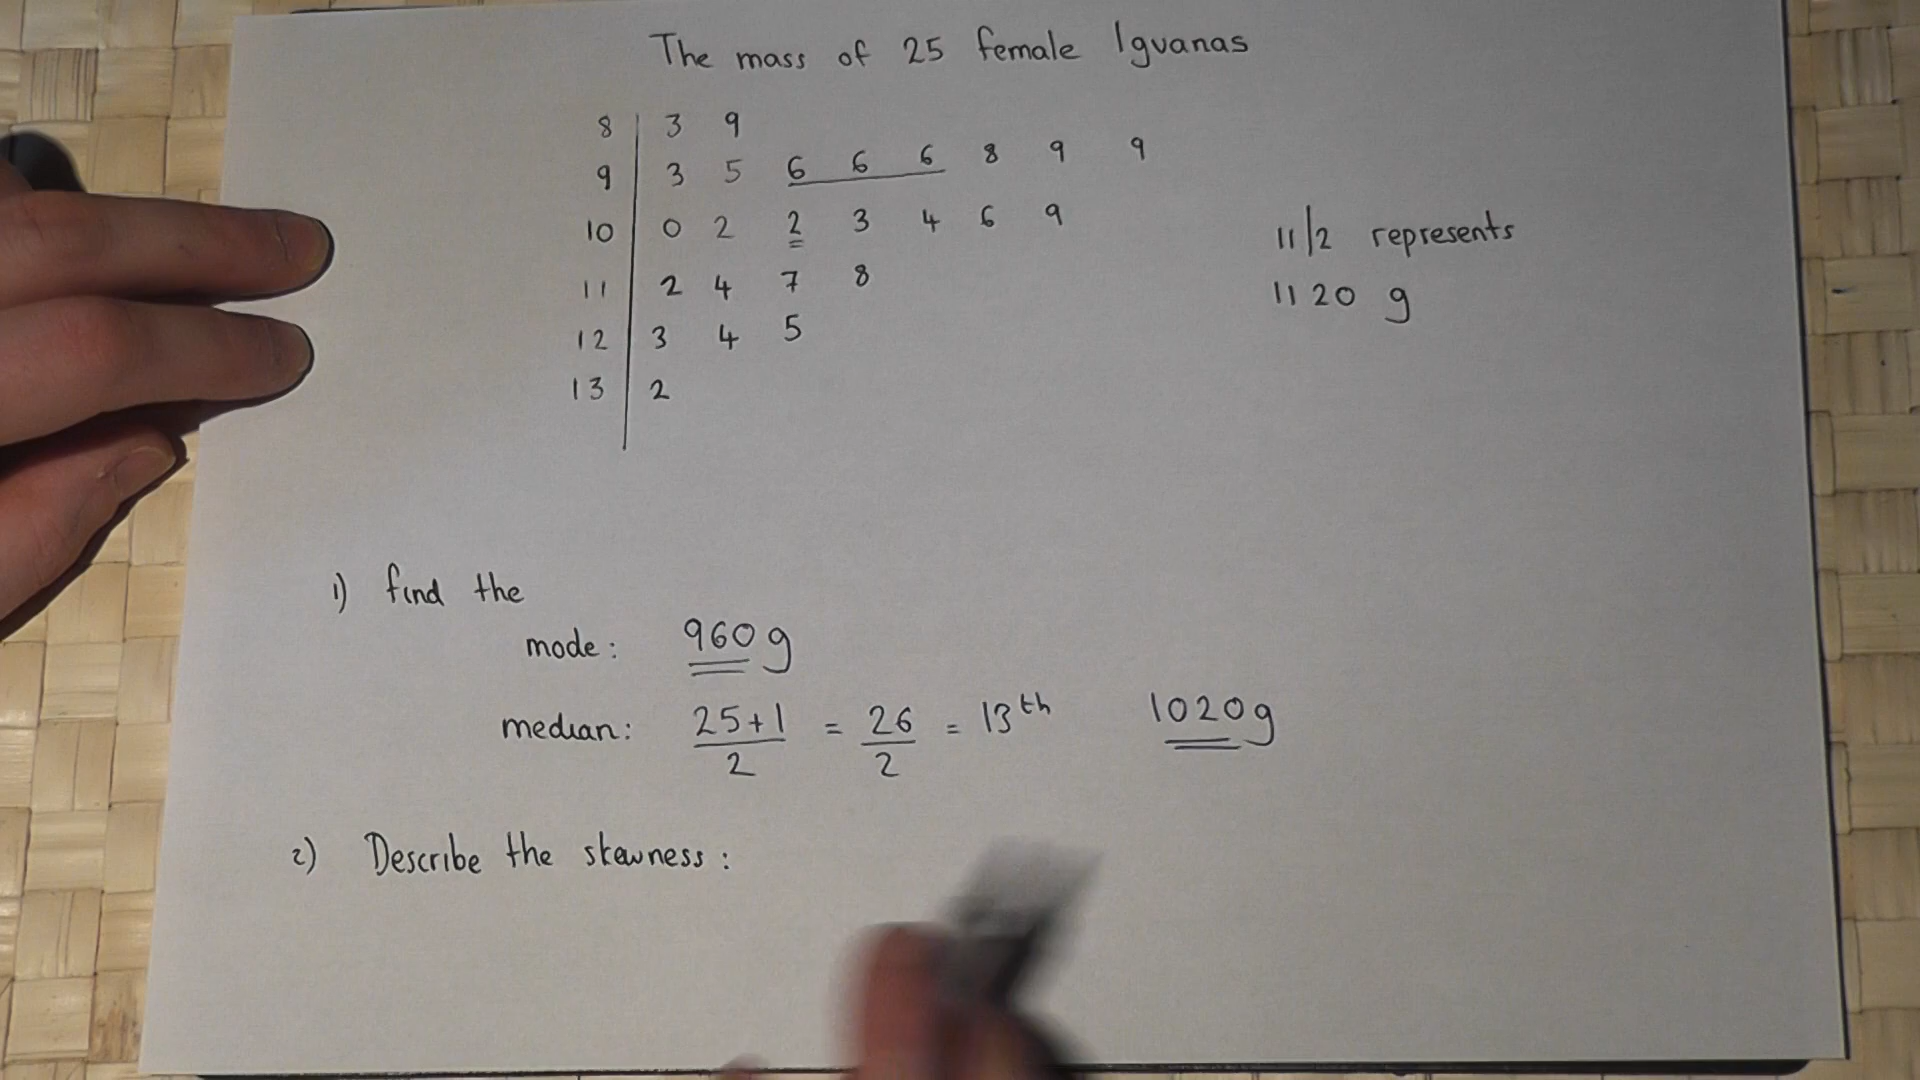 The mass of 25 female Iguanas
8 | 3 9
9 | 3 5 6 6 6 8 9 9
10 | 0 2 2 3 4 6 9
11 | 2 4 7 8
12 | 3 4 5
13 | 2
11/2 represents
1120 g
1) find the
mode: 960g
median: 25+1/2 = 26/2 = 13th 1020g
2) Describe the skewness: